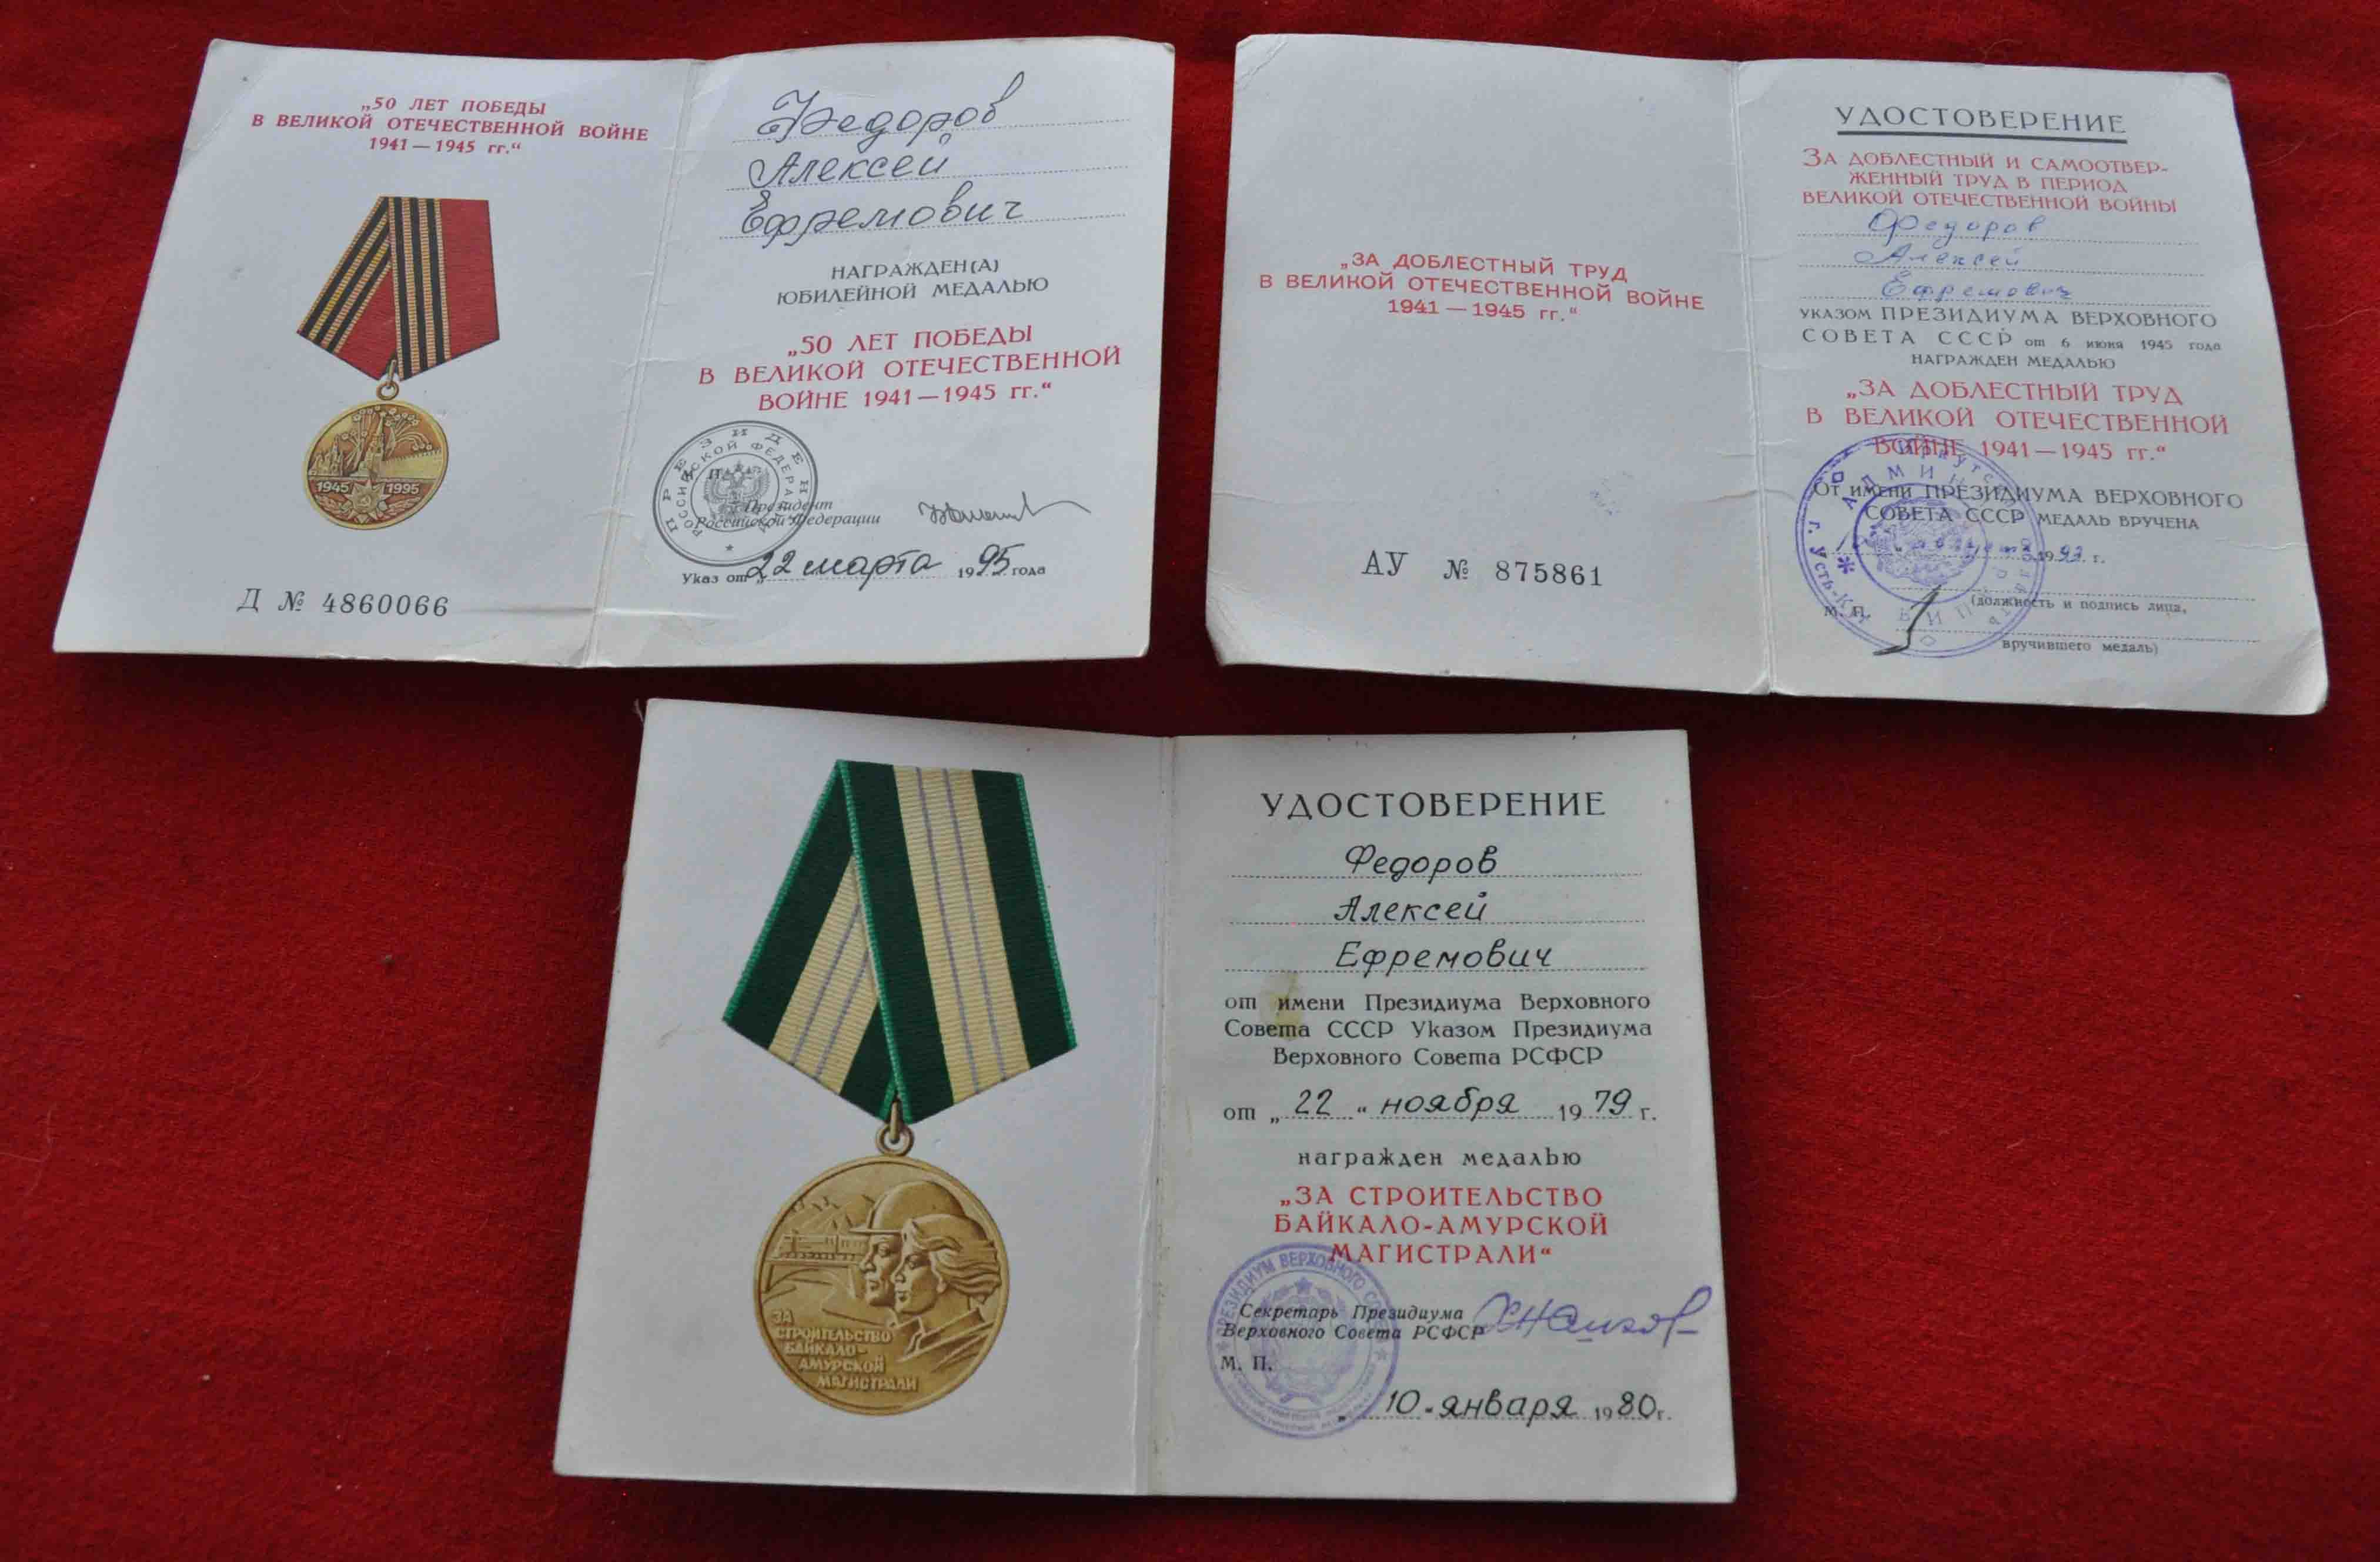 „50 ЛЕТ ПОБЕДЫ
В ВЕЛИКОЙ ОТЕЧЕСТВЕННОЙ ВОЙНЕ
1941 — 1945 гг.“
1945 1995
Д № 4860066
Федоров
Алексей
Ефремович
НАГРАЖДЕН(А)
ЮБИЛЕЙНОЙ МЕДАЛЬЮ
„50 ЛЕТ ПОБЕДЫ
В ВЕЛИКОЙ ОТЕЧЕСТВЕННОЙ
ВОЙНЕ 1941 — 1945 гг.“
ПРЕЗИДЕНТ
РОССИЙСКОЙ ФЕДЕРАЦИИ
Президент
Российской Федерации
Указ от „22 марта 1995 года
„ЗА ДОБЛЕСТНЫЙ ТРУД
В ВЕЛИКОЙ ОТЕЧЕСТВЕННОЙ ВОЙНЕ
1941 — 1945 гг.“
АУ № 875861
УДОСТОВЕРЕНИЕ
ЗА ДОБЛЕСТНЫЙ И САМООТВЕР-
ЖЕННЫЙ ТРУД В ПЕРИОД
ВЕЛИКОЙ ОТЕЧЕСТВЕННОЙ ВОЙНЫ
Федоров
Алексей
Ефремович
УКАЗОМ ПРЕЗИДИУМА ВЕРХОВНОГО
СОВЕТА СССР от 6 июня 1945 года
НАГРАЖДЕН МЕДАЛЬЮ
„ЗА ДОБЛЕСТНЫЙ ТРУД
В ВЕЛИКОЙ ОТЕЧЕСТВЕННОЙ
ВОЙНЕ 1941 — 1945 гг.“
ОТ имени ПРЕЗИДИУМА ВЕРХОВНОГО
СОВЕТА СССР МЕДАЛЬ ВРУЧЕНА
1993 г.
М. П. (должность и подпись лица,
вручившего медаль)
ЗА
СТРОИТЕЛЬСТВО
БАЙКАЛО-
АМУРСКОЙ
МАГИСТРАЛИ
УДОСТОВЕРЕНИЕ
Федоров
Алексей
Ефремович
от имени Президиума Верховного
Совета СССР Указом Президиума
Верховного Совета РСФСР
от „22“ ноября 1979 г.
награжден медалью
„ЗА СТРОИТЕЛЬСТВО
БАЙКАЛО-АМУРСКОЙ
МАГИСТРАЛИ“
ПРЕЗИДИУМ ВЕРХОВНОГО
Секретарь Президиума
Верховного Совета РСФСР
М. П.
„10 января 1980 г.